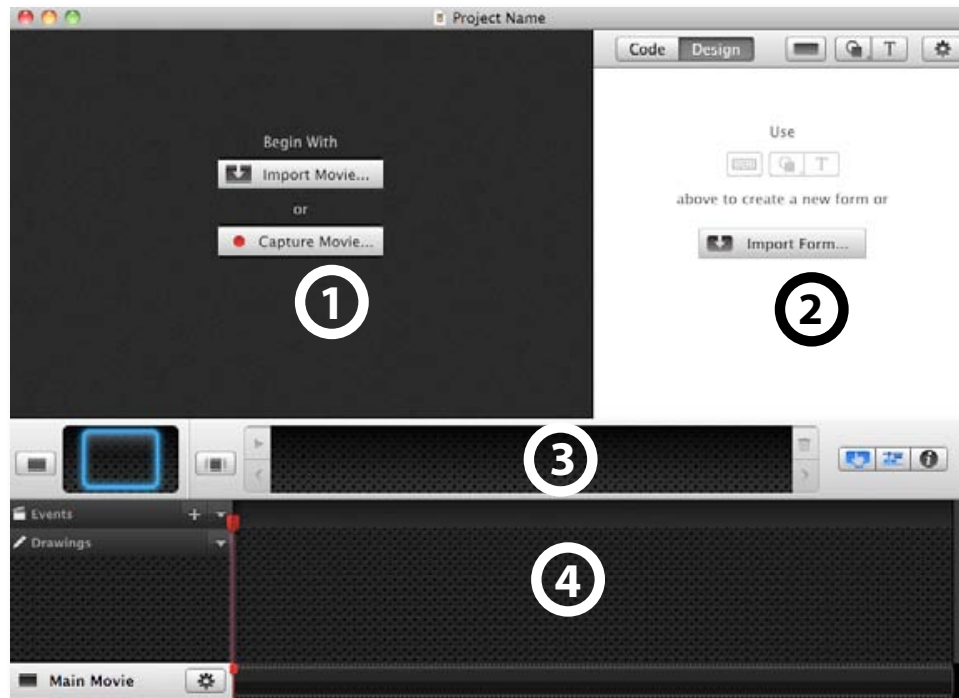 Project Name
Code Design T
Begin With
Import Movie...
or
Capture Movie...
1
Use
T
above to create a new form or
Import Form...
2
3
Events
Drawings
4
Main Movie